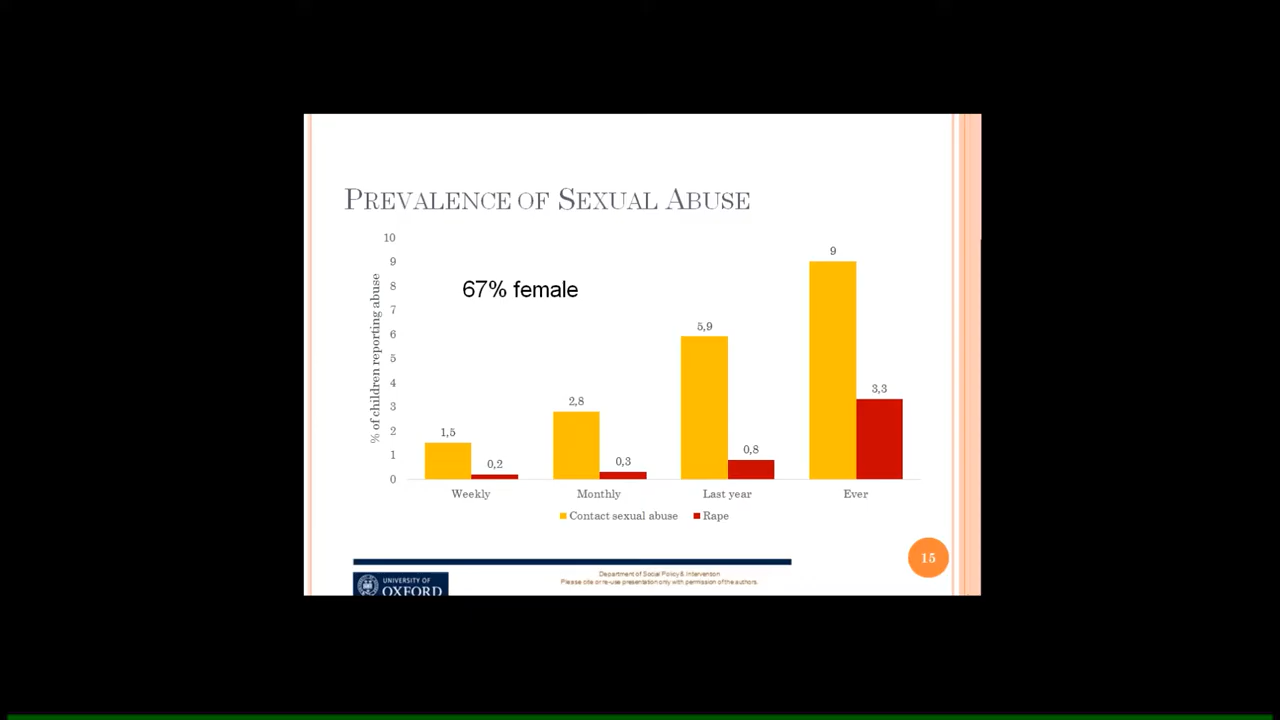 PREVALENCE OF SEXUAL ABUSE
10
9
8
7
6
5
4
3
2
1
0
% of children reporting abuse
67% female
1,5
0,2
2,8
0,3
5,9
0,8
9
3,3
Weekly
Monthly
Last year
Ever
Contact sexual abuse
Rape
15
UNIVERSITY OF
OXFORD
Department of Social Policy & Intervention
Please cite or re-use presentation only with permission of the authors.